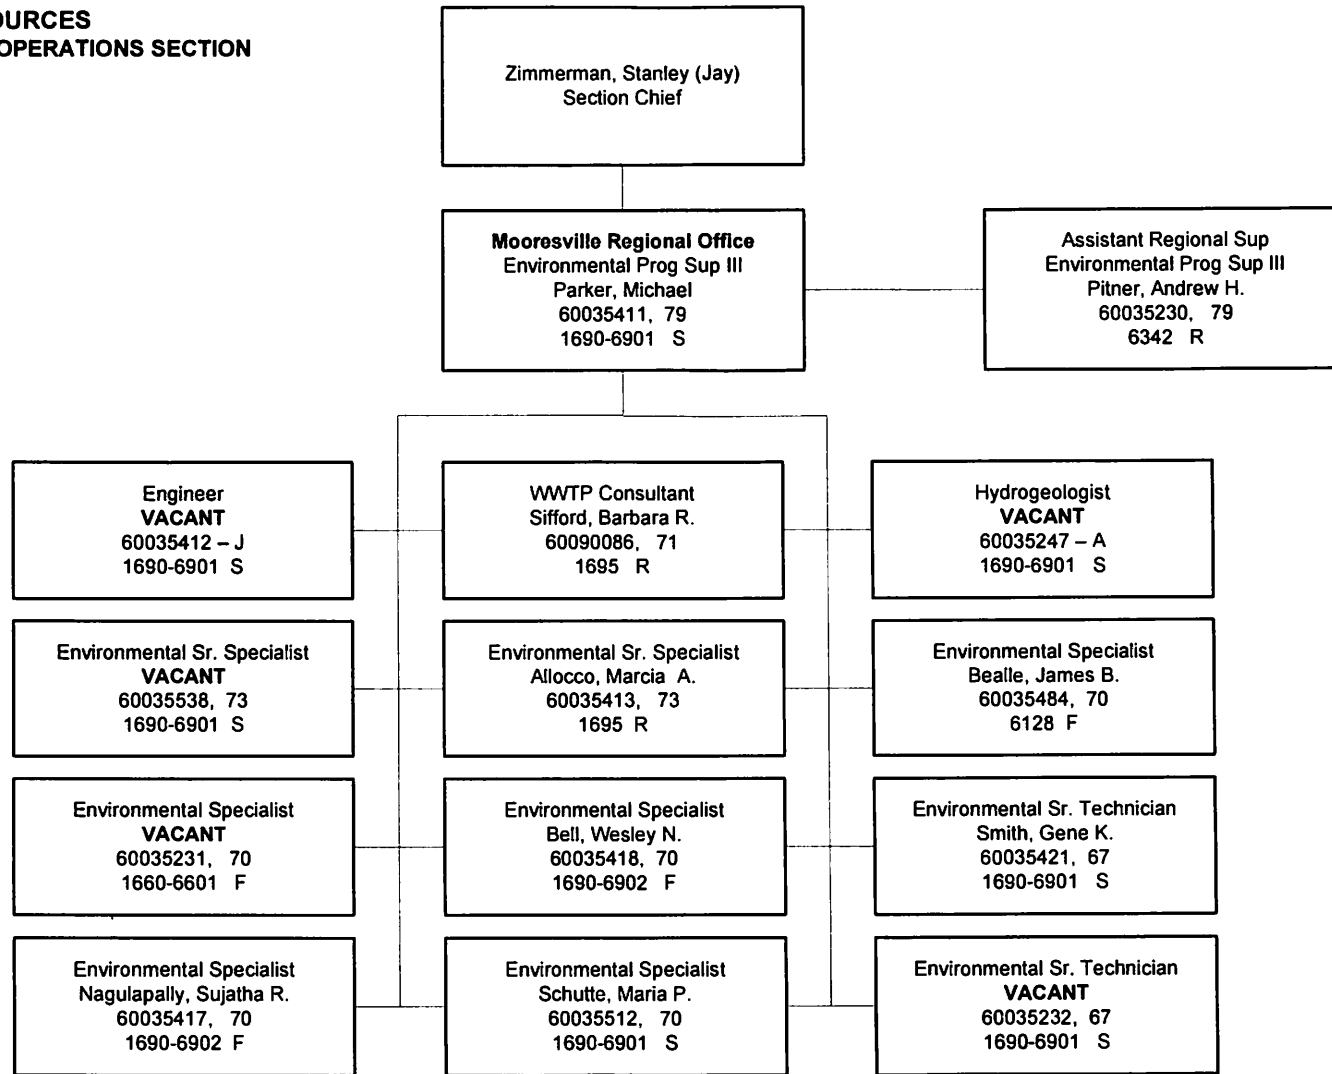 OURCES
OPERATIONS SECTION
Zimmerman, Stanley (Jay)
Section Chief
Mooresville Regional Office
Environmental Prog Sup III
Parker, Michael
60035411, 79
1690-6901 S
Assistant Regional Sup
Environmental Prog Sup III
Pitner, Andrew H.
60035230, 79
6342 R
Engineer
VACANT
60035412 – J
1690-6901 S
WWTP Consultant
Sifford, Barbara R.
60090086, 71
1695 R
Hydrogeologist
VACANT
60035247 – A
1690-6901 S
Environmental Sr. Specialist
VACANT
60035538, 73
1690-6901 S
Environmental Sr. Specialist
Allocco, Marcia A.
60035413, 73
1695 R
Environmental Specialist
Bealle, James B.
60035484, 70
6128 F
Environmental Specialist
VACANT
60035231, 70
1660-6601 F
Environmental Specialist
Bell, Wesley N.
60035418, 70
1690-6902 F
Environmental Sr. Technician
Smith, Gene K.
60035421, 67
1690-6901 S
Environmental Specialist
Nagulapally, Sujatha R.
60035417, 70
1690-6902 F
Environmental Specialist
Schutte, Maria P.
60035512, 70
1690-6901 S
Environmental Sr. Technician
VACANT
60035232, 67
1690-6901 S